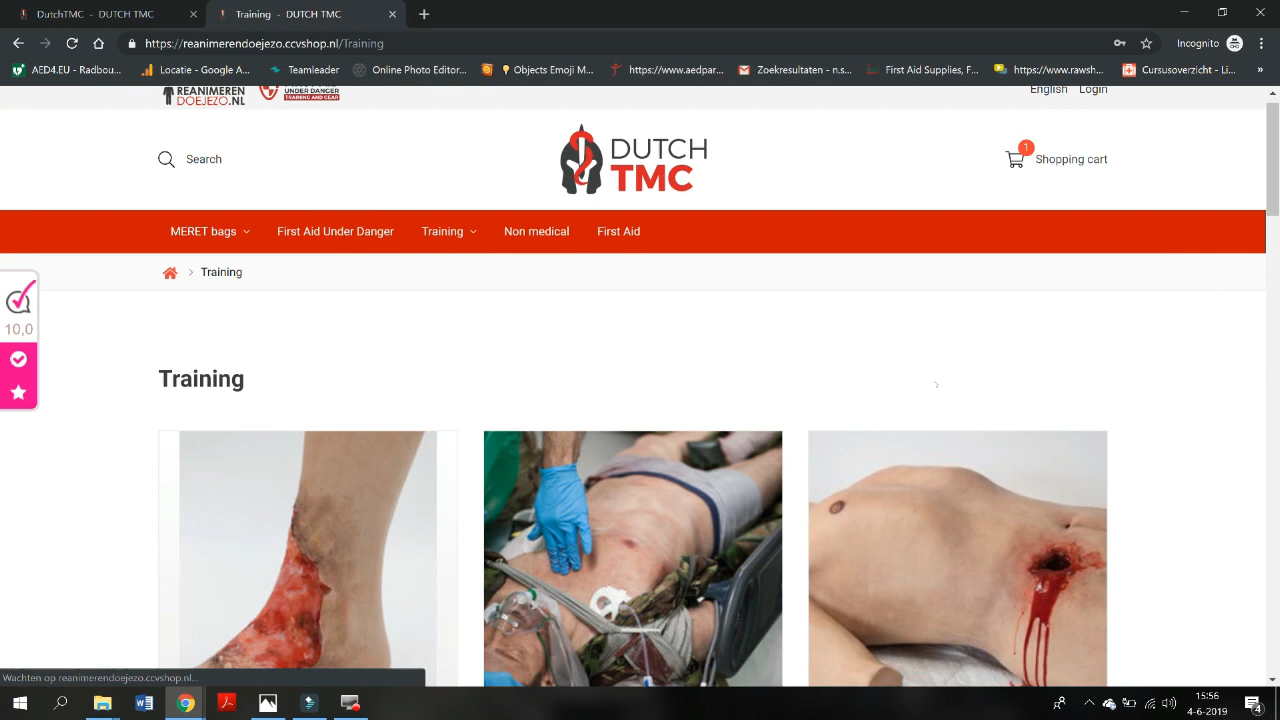 DutchTMC - DUTCH TMC
Training - DUTCH TMC
https://reanimerendoejezo.ccvshop.nl/Training
Incognito
AED4.EU - Radbou...
Locatie - Google A...
Teamleader
Online Photo Editor...
Objects Emoji M...
https://www.aedpar...
Zoekresultaten - n.s...
First Aid Supplies, F...
https://www.rawsh...
Cursusoverzicht - Li...
»
REANIMEREN
DOEJEZO.NL
UNDER DANGER
TRAINING AND GEAR
English
Login
Search
DUTCH
TMC
1
Shopping cart
MERET bags
First Aid Under Danger
Training
Non medical
First Aid
Training
10,0
Training
Wachten op reanimerendoejezo.ccvshop.nl...
15:56
4-6-2019
4